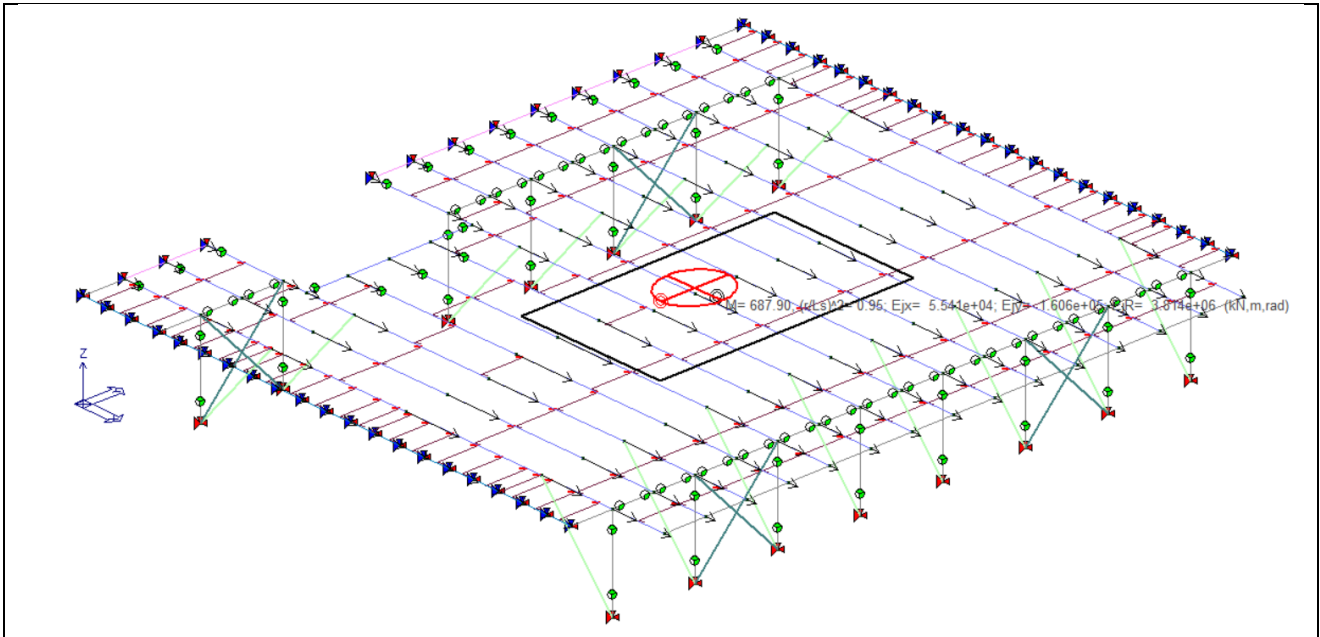 M= 687.90, (r/Ls)^2= 0.95; Ejx= 5.541e+04; Ejy= 1.606e+05; 3.814e+06 (kN,m,rad)
Z